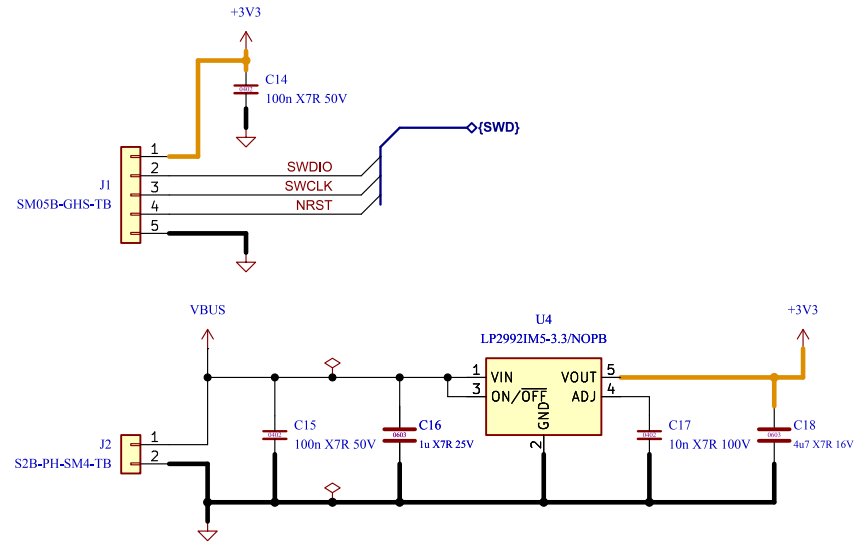 +3V3
C14
0402
100n X7R 50V
{SWD}
1
2
3
4
5
SWDIO
SWCLK
NRST
J1
SM05B-GHS-TB
VBUS
U4
LP2992IM5-3.3/NOPB
+3V3
1 VIN
3 ON/OFF
VOUT 5
ADJ 4
GND
2
J2
S2B-PH-SM4-TB
1
2
C15
0402
100n X7R 50V
C16
0603
1u X7R 25V
C17
0402
10n X7R 100V
C18
0603
4u7 X7R 16V